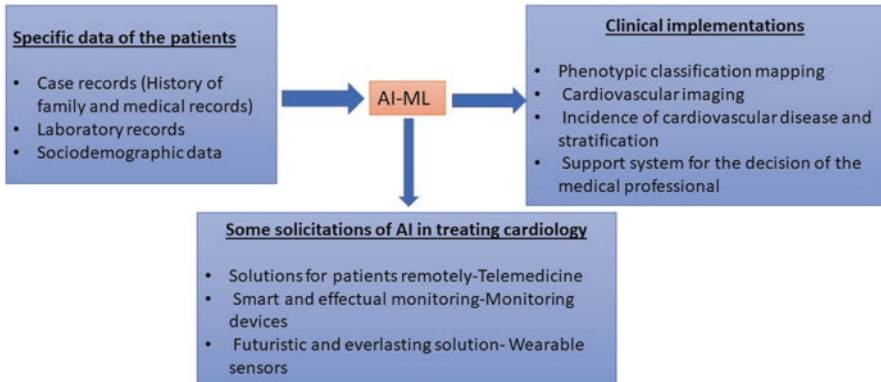 Specific data of the patients
• Case records (History of
family and medical records)
• Laboratory records
• Sociodemographic data
AI-ML
Clinical implementations
• Phenotypic classification mapping
• Cardiovascular imaging
• Incidence of cardiovascular disease and
stratification
• Support system for the decision of the
medical professional
Some solicitations of AI in treating cardiology
• Solutions for patients remotely-Telemedicine
• Smart and effectual monitoring-Monitoring
devices
• Futuristic and everlasting solution- Wearable
sensors